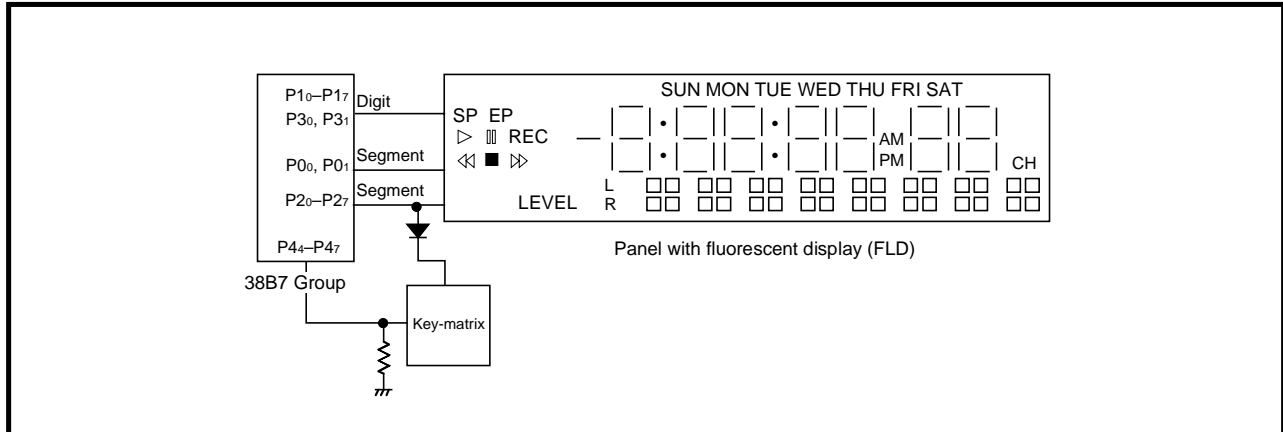 P10–P17
Digit
P30, P31
P00, P01
Segment
P20–P27
Segment
P44–P47
38B7 Group
Key-matrix
SUN MON TUE WED THU FRI SAT
SP EP
REC
AM
PM
CH
LEVEL
L
R
Panel with fluorescent display (FLD)